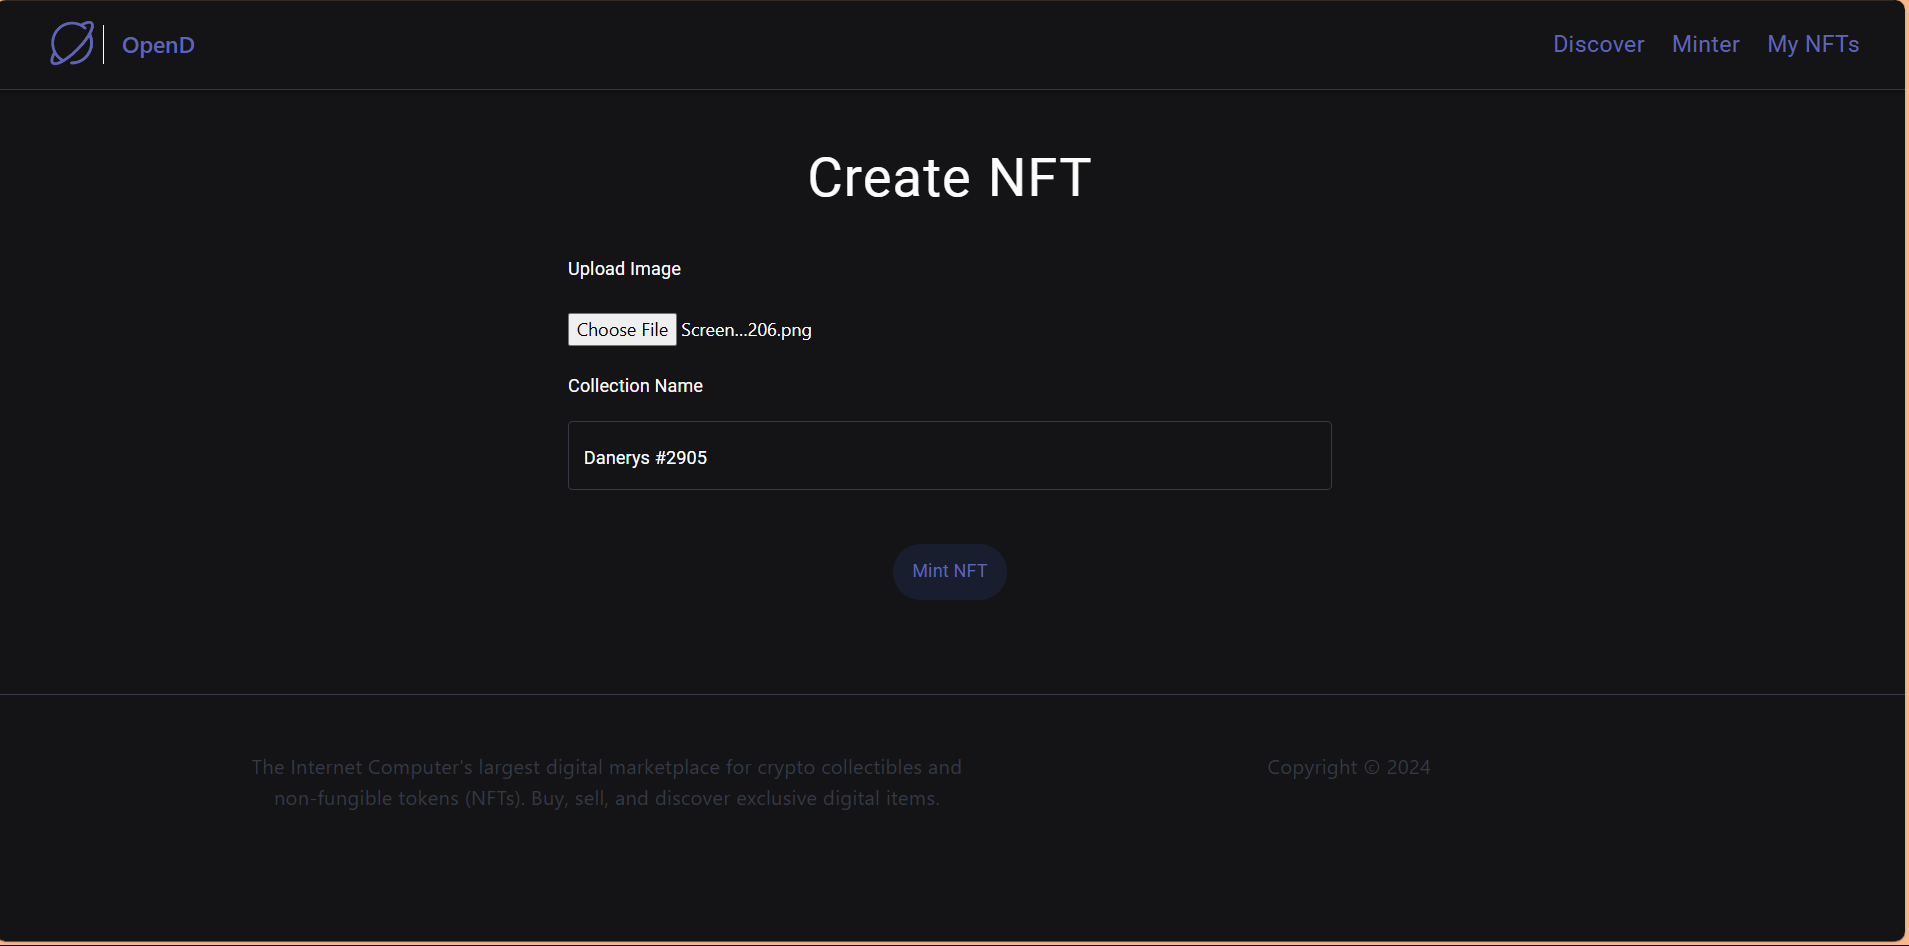 OpenD
Discover Minter My NFTs
Create NFT
Upload Image
Choose File Screen...206.png
Collection Name
Danerys #2905
Mint NFT
The Internet Computer's largest digital marketplace for crypto collectibles and
non-fungible tokens (NFTs). Buy, sell, and discover exclusive digital items.
Copyright © 2024